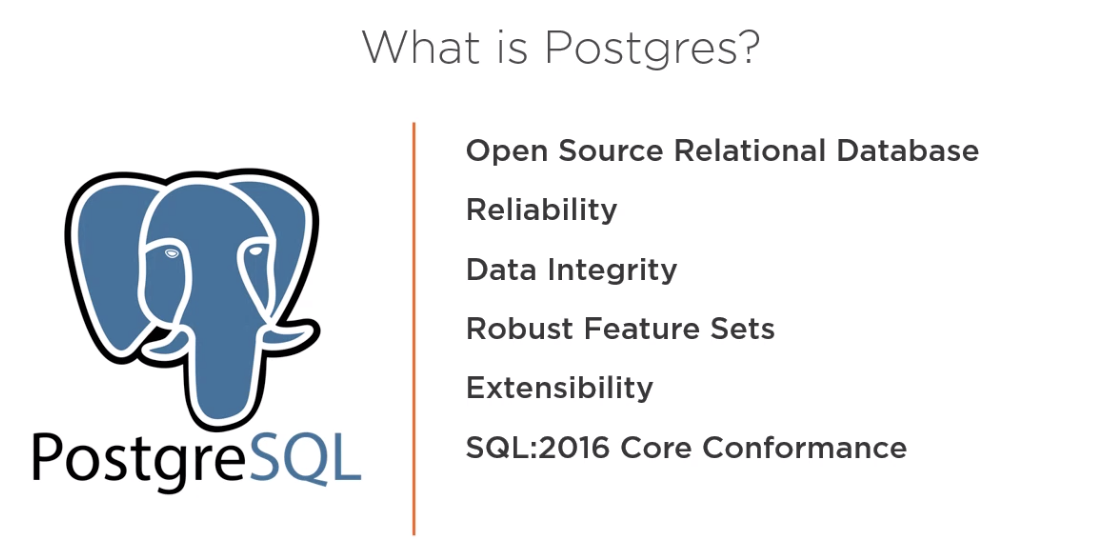 What is Postgres?
Open Source Relational Database
Reliability
Data Integrity
Robust Feature Sets
Extensibility
SQL:2016 Core Conformance
PostgreSQL